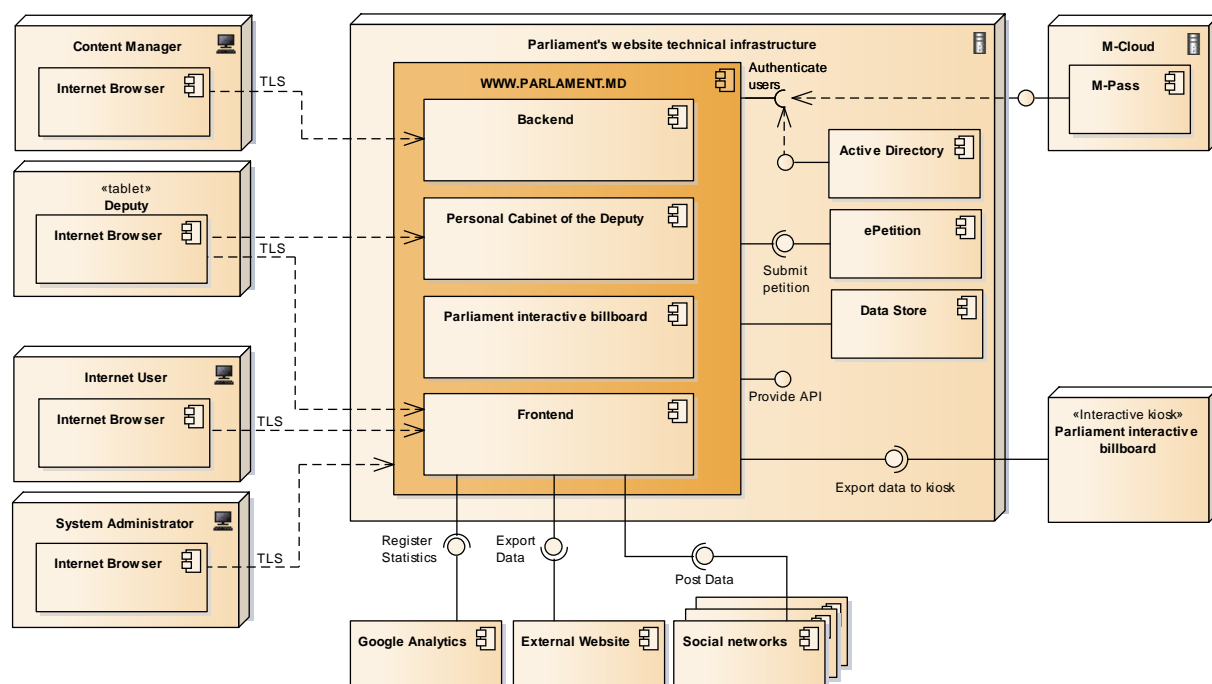 Content Manager
Internet Browser
TLS
«tablet»
Deputy
Internet Browser
TLS
Internet User
Internet Browser
TLS
System Administrator
Internet Browser
TLS
Parliament's website technical infrastructure
WWW.PARLAMENT.MD
Backend
Personal Cabinet of the Deputy
Parliament interactive billboard
Frontend
Authenticate
users
Active Directory
ePetition
Submit
petition
Data Store
Provide API
Export data to kiosk
M-Cloud
M-Pass
«Interactive kiosk»
Parliament interactive
billboard
Register
Statistics
Export
Data
Post Data
Google Analytics
External Website
Social networks